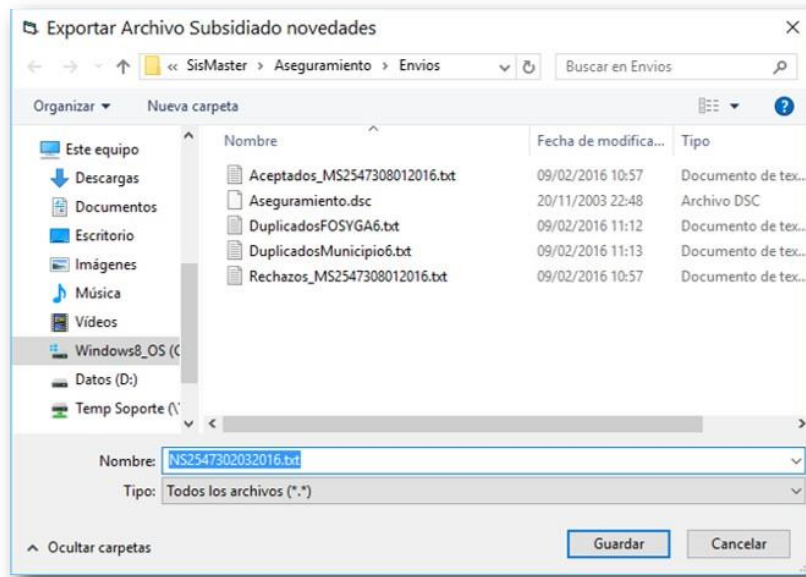 Exportar Archivo Subsidiado novedades
« SisMaster > Aseguramiento > Envios
Buscar en Envios
Organizar
Nueva carpeta
Este equipo
Descargas
Documentos
Escritorio
Imágenes
Música
Vídeos
Windows8_OS (C
Datos (D:)
Temp Soporte (\
Nombre Fecha de modifica... Tipo
Aceptados_MS2547308012016.txt 09/02/2016 10:57 Documento de tex...
Aseguramiento.dsc 20/11/2003 22:48 Archivo DSC
DuplicadosFOSYGA6.txt 09/02/2016 11:12 Documento de tex...
DuplicadosMunicipio6.txt 09/02/2016 11:13 Documento de tex...
Rechazos_MS2547308012016.txt 09/02/2016 10:57 Documento de tex...
Nombre: NS2547302032016.txt
Tipo: Todos los archivos (*.*)
Ocultar carpetas
Guardar
Cancelar